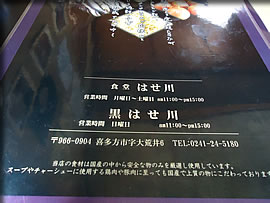 食堂 はせ川
営業時間 月曜日～土曜日 am11:00～pm15:00
黒 はせ川
営業時間 日曜日 am11:00～pm15:00
〒966-0904 喜多方市字大荒井6 TEL:0241-24-5180
当店の食材は国産の中から安全な物のみを厳選し使用しています。
スープやチャーシューに使用する鶏肉や豚肉に至っても国産で上質の物にこだわっております